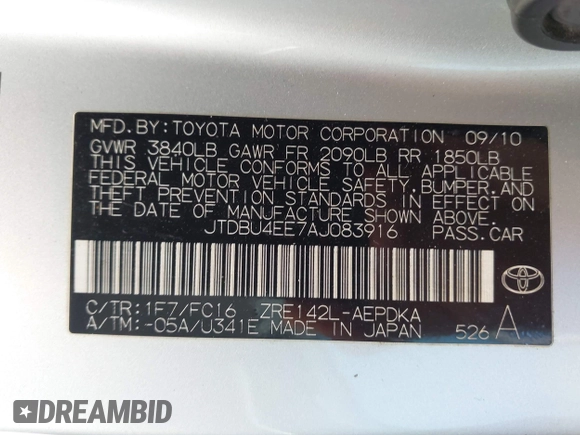 MFD.BY:TOYOTA MOTOR CORPORATION 09/10
GVWR 3840LB GAWR FR 2090LB RR 1850LB
THIS VEHICLE CONFORMS TO ALL APPLICABLE
FEDERAL MOTOR VEHICLE SAFETY,BUMPER,AND
THEFT PREVENTION STANDARDS IN EFFECT ON
THE DATE OF MANUFACTURE SHOWN ABOVE.
JTDBU4EE7AJ083916 PASS.CAR
C/TR:1F7/FC16 ZRE142L-AEPDKA
A/TM:-05A/U341E MADE IN JAPAN 526 A
TOYOTA
DREAMBID